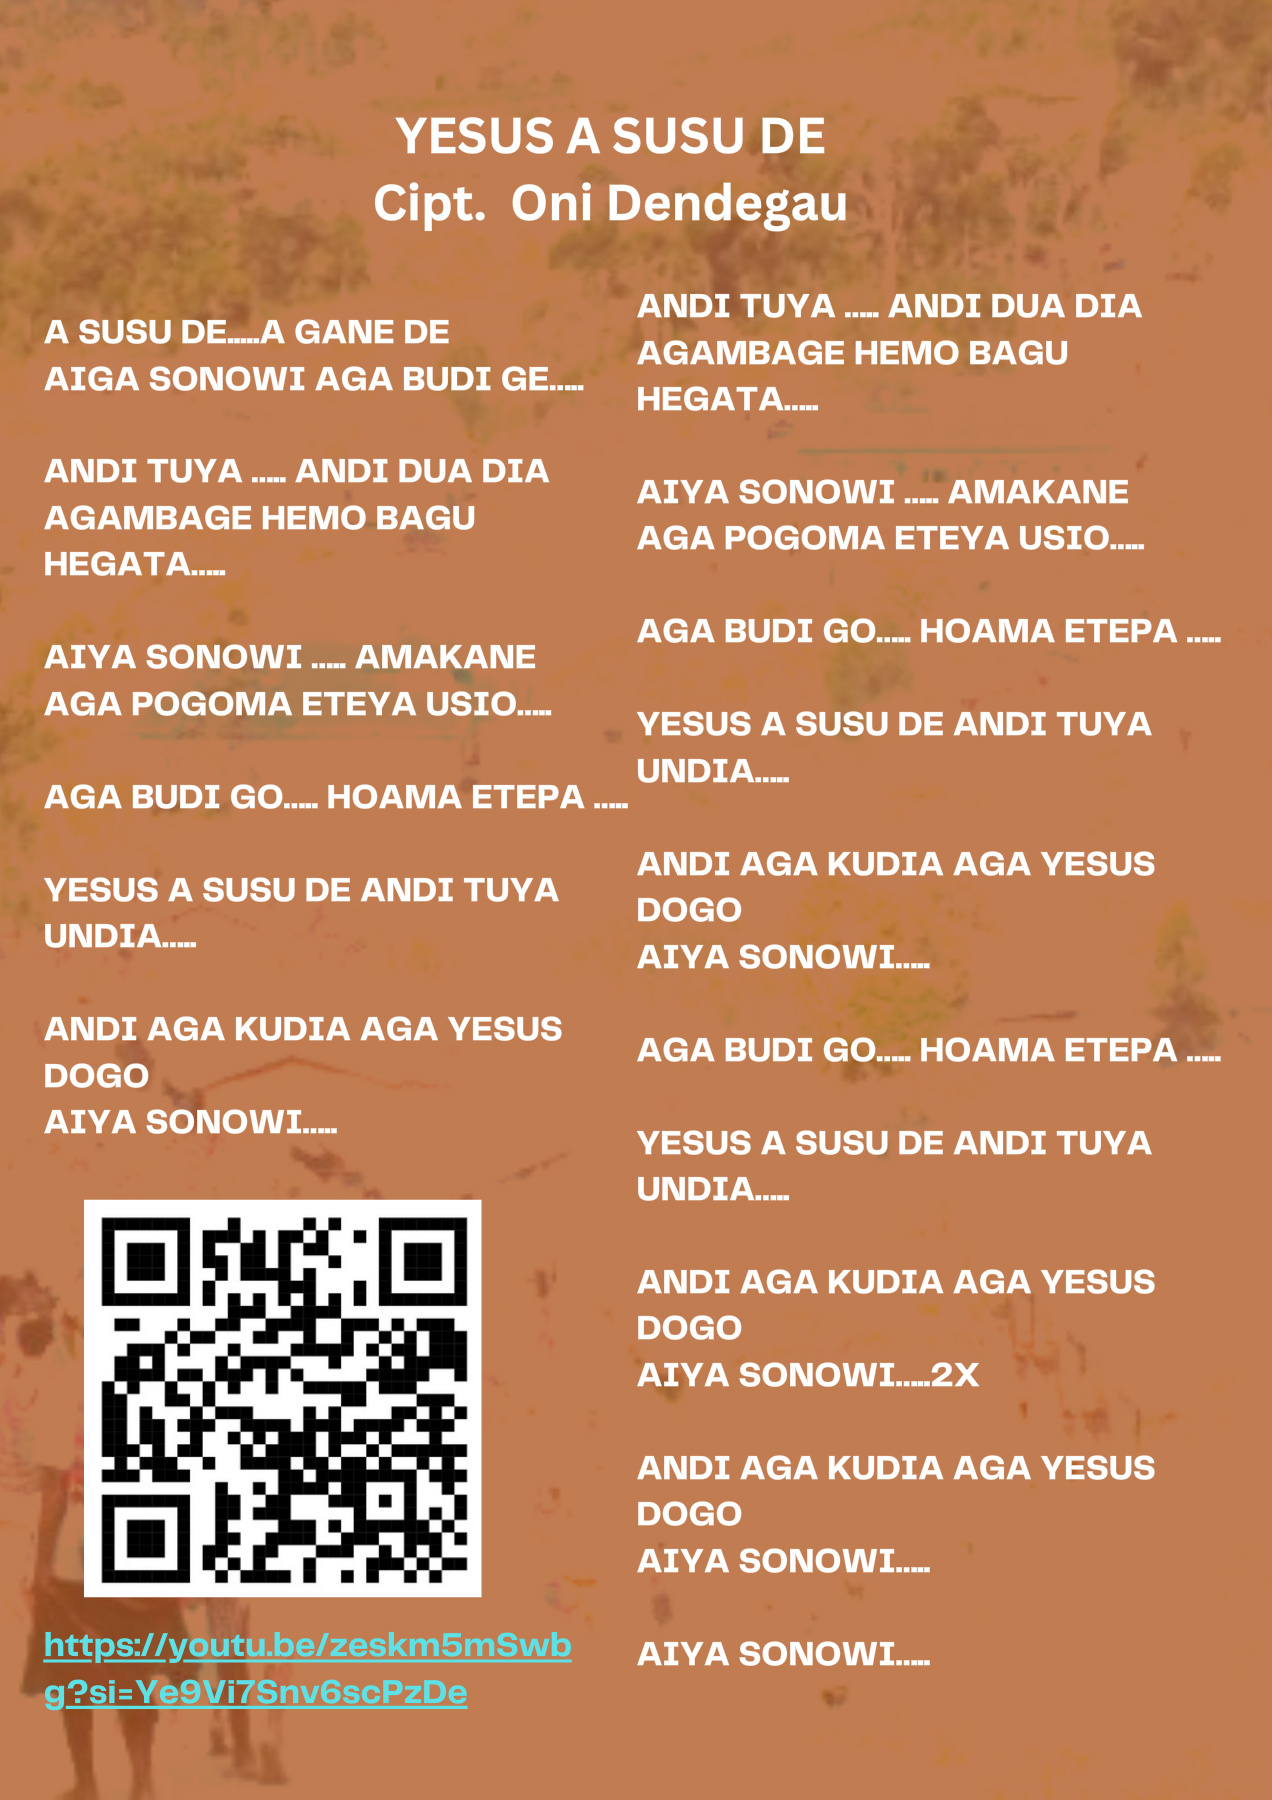 YESUS A SUSU DE
Cipt. Oni Dendegau
A SUSU DE.....A GANE DE
AIGA SONOWI AGA BUDI GE.....
ANDI TUYA ..... ANDI DUA DIA
AGAMBAGE HEMO BAGU
HEGATA.....
AIYA SONOWI ..... AMAKANE
AGA POGOMA ETEYA USIO.....
AGA BUDI GO..... HOAMA ETEPA .....
YESUS A SUSU DE ANDI TUYA
UNDIA.....
ANDI AGA KUDIA AGA YESUS
DOGO
AIYA SONOWI.....
https://youtu.be/zeskm5mSwb
g?si=Ye9Vi7Snv6scPzDe
ANDI TUYA ..... ANDI DUA DIA
AGAMBAGE HEMO BAGU
HEGATA.....
AIYA SONOWI ..... AMAKANE
AGA POGOMA ETEYA USIO.....
AGA BUDI GO..... HOAMA ETEPA .....
YESUS A SUSU DE ANDI TUYA
UNDIA.....
ANDI AGA KUDIA AGA YESUS
DOGO
AIYA SONOWI.....
AGA BUDI GO..... HOAMA ETEPA .....
YESUS A SUSU DE ANDI TUYA
UNDIA.....
ANDI AGA KUDIA AGA YESUS
DOGO
AIYA SONOWI.....2X
ANDI AGA KUDIA AGA YESUS
DOGO
AIYA SONOWI.....
AIYA SONOWI.....